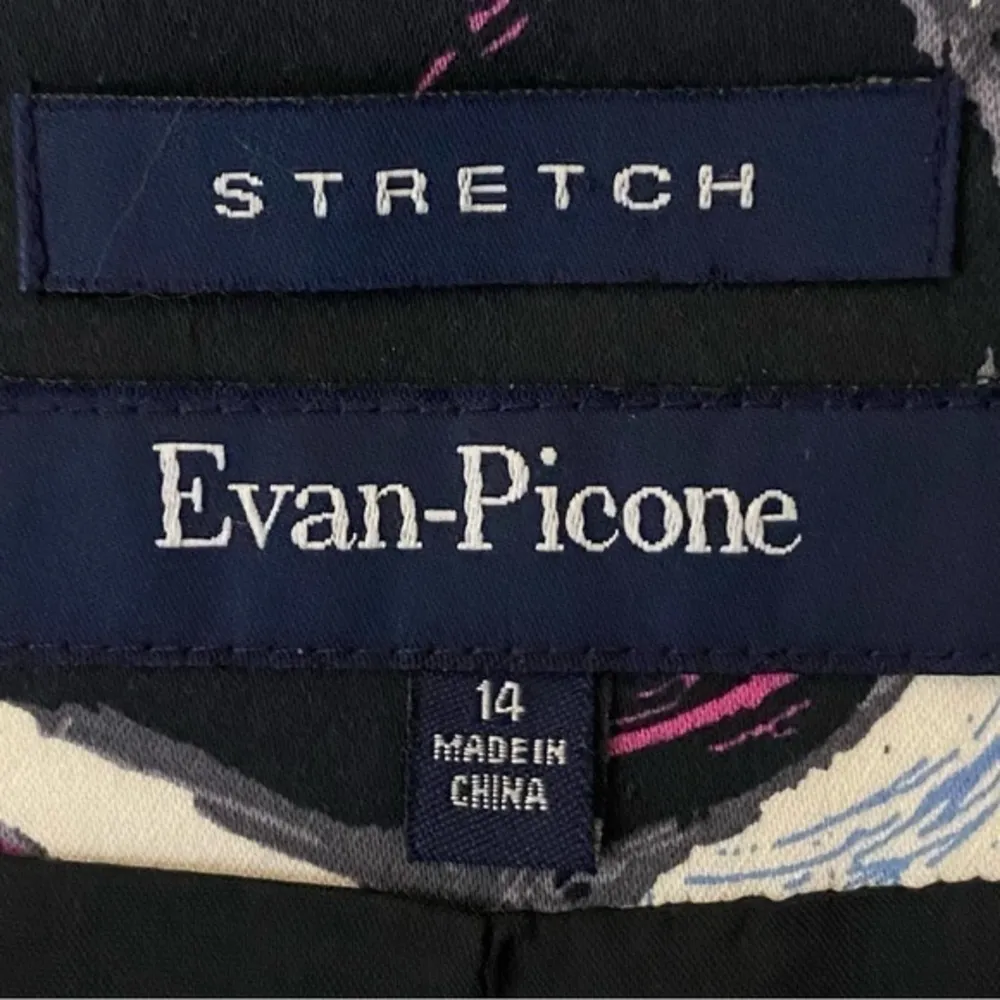 STRETCH
Evan-Picone
14
MADE IN
CHINA